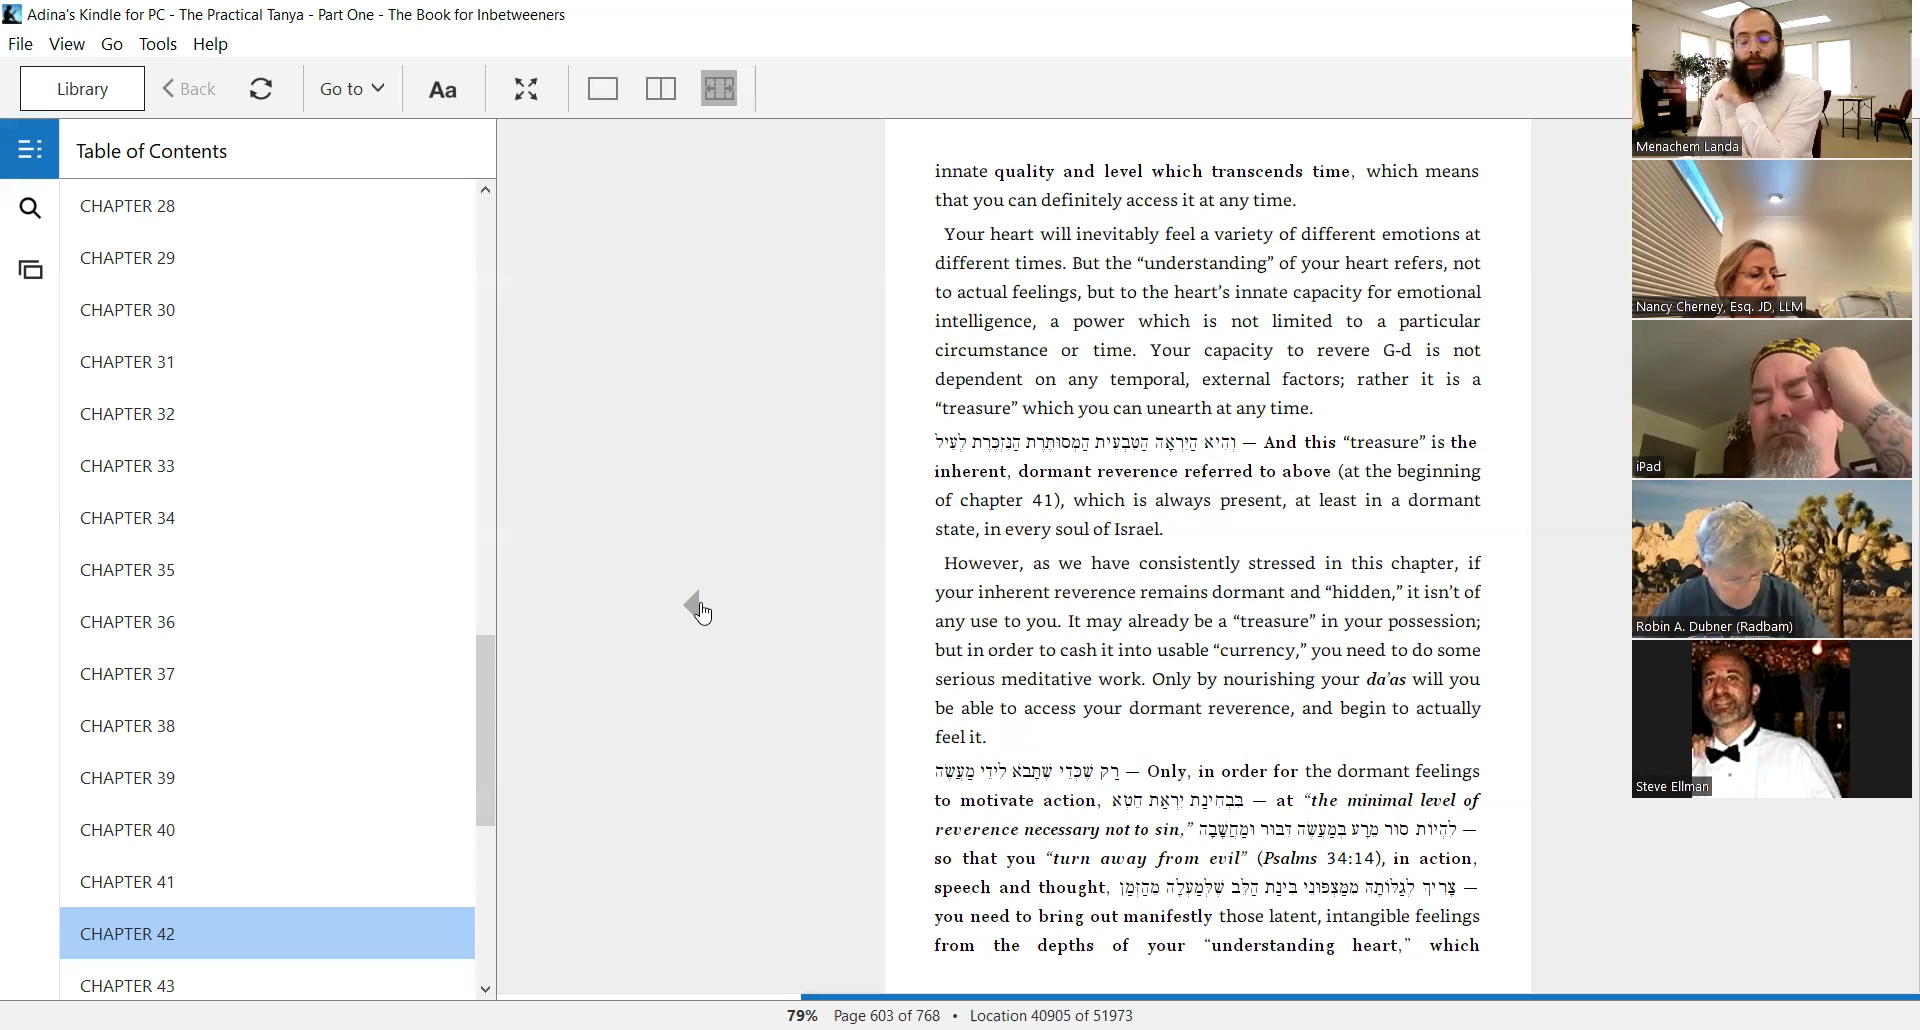 Adina's Kindle for PC - The Practical Tanya - Part One - The Book for Inbetweeners
File View Go Tools Help
Library Back Go to Aa
Table of Contents
CHAPTER 28
CHAPTER 29
CHAPTER 30
CHAPTER 31
CHAPTER 32
CHAPTER 33
CHAPTER 34
CHAPTER 35
CHAPTER 36
CHAPTER 37
CHAPTER 38
CHAPTER 39
CHAPTER 40
CHAPTER 41
CHAPTER 42
CHAPTER 43
innate quality and level which transcends time, which means
that you can definitely access it at any time.
Your heart will inevitably feel a variety of different emotions at
different times. But the “understanding” of your heart refers, not
to actual feelings, but to the heart’s innate capacity for emotional
intelligence, a power which is not limited to a particular
circumstance or time. Your capacity to revere G-d is not
dependent on any temporal, external factors; rather it is a
“treasure” which you can unearth at any time.
וְהִיא הַיִּרְאָה הַטִּבְעִית הַמְסוּתֶּרֶת הַנִּזְכֶּרֶת לְעֵיל — And this “treasure” is the
inherent, dormant reverence referred to above (at the beginning
of chapter 41), which is always present, at least in a dormant
state, in every soul of Israel.
However, as we have consistently stressed in this chapter, if
your inherent reverence remains dormant and “hidden,” it isn’t of
any use to you. It may already be a “treasure” in your possession;
but in order to cash it into usable “currency,” you need to do some
serious meditative work. Only by nourishing your da’as will you
be able to access your dormant reverence, and begin to actually
feel it.
רַק שֶׁכְּדֵי שֶׁתָּבֹא לִידֵי מַעֲשֶׂה — Only, in order for the dormant feelings
to motivate action, בִּבְחִינַת יִרְאַת חֵטְא — at “the minimal level of
reverence necessary not to sin,” לִהְיוֹת סוּר מֵרָע בְּמַעֲשֶׂה דִּבּוּר וּמַחֲשָׁבָה —
so that you “turn away from evil” (Psalms 34:14), in action,
speech and thought, צָרִיךְ לְגַלּוֹתָהּ מִמַּצְפּוּנֵי בִּינַת הַלֵּב שֶׁלְּמַעְלָה מֵהַזְּמַן —
you need to bring out manifestly those latent, intangible feelings
from the depths of your “understanding heart,” which
79% Page 603 of 768 • Location 40905 of 51973
Menachem Landa
Nancy Cherney, Esq. JD, LLM
iPad
Robin A. Dubner (Radbam)
Steve Ellman